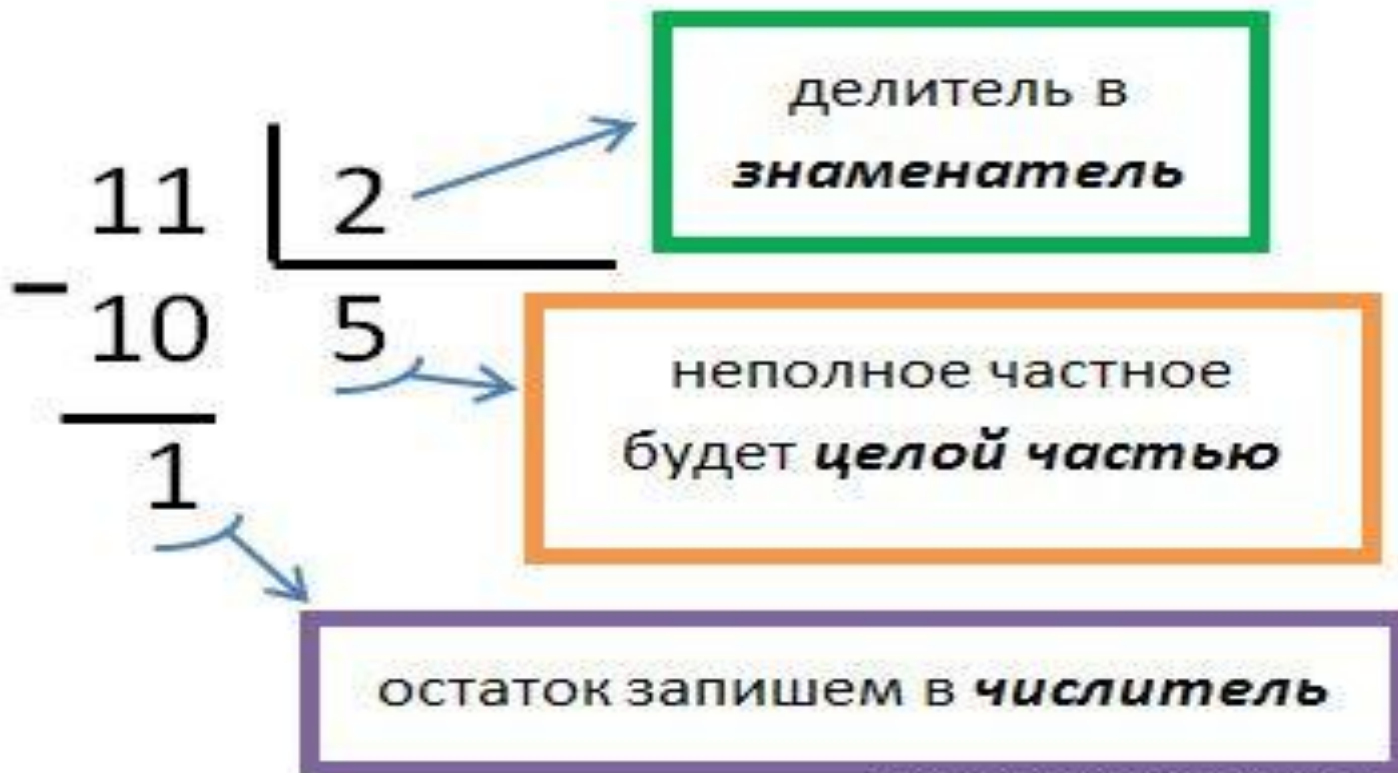 делитель в
знаменатель
11 2
- 10 5
1
неполное частное
будет целой частью
остаток запишем в числитель